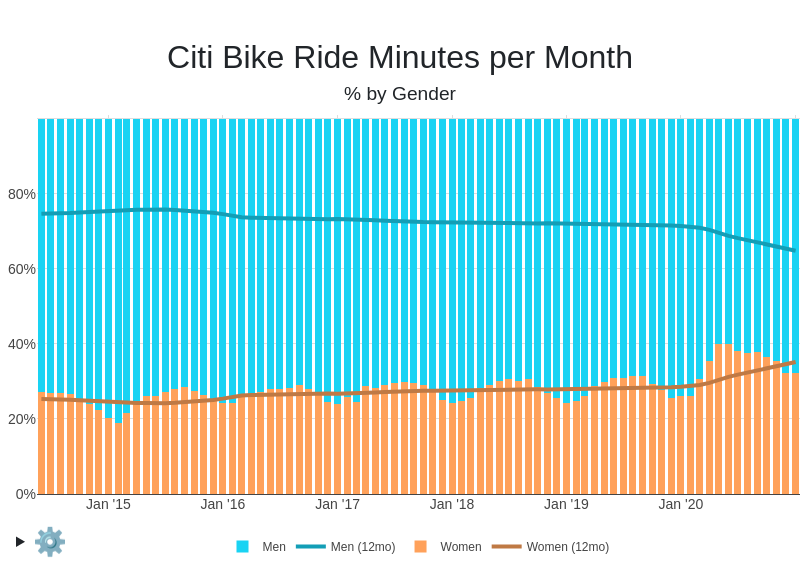 Citi Bike Ride Minutes per Month
% by Gender
80%
60%
40%
20%
0%
Jan '15 Jan '16 Jan '17 Jan '18 Jan '19 Jan '20
Men Men (12mo) Women Women (12mo)